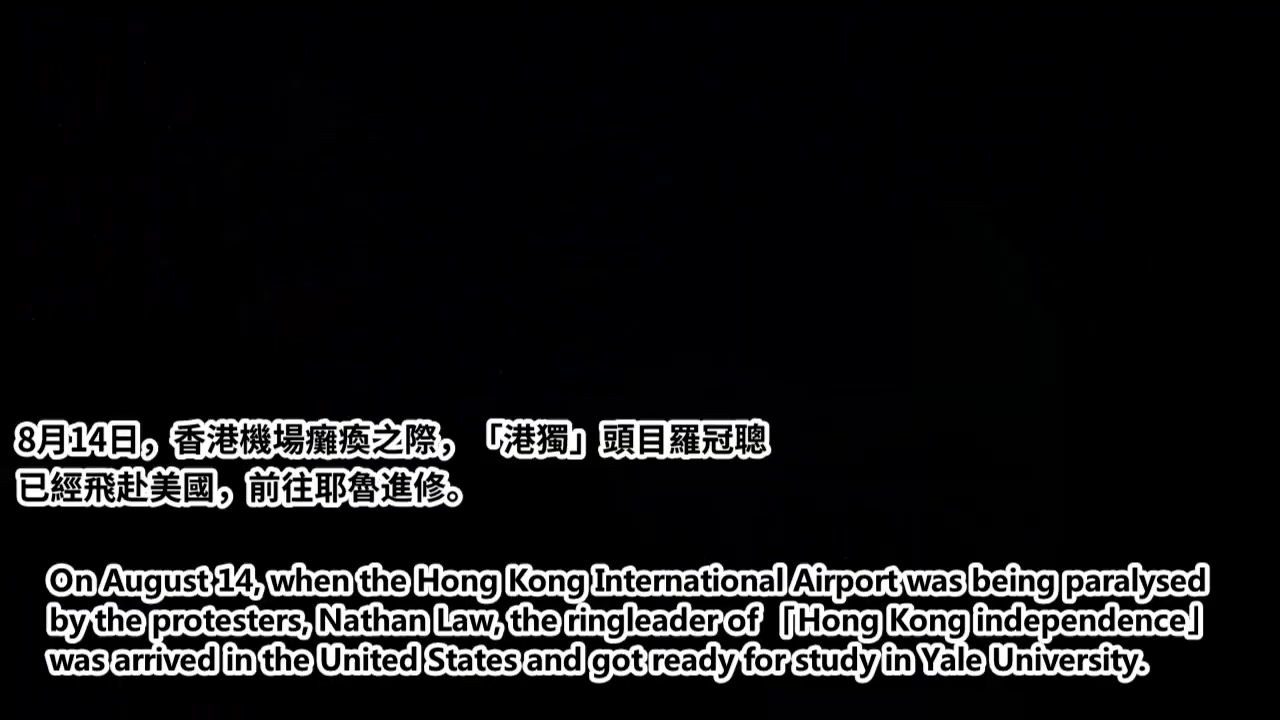 8月14日，香港機場癱瘓之際，「港獨」頭目羅冠聰
已經飛赴美國，前往耶魯進修。
On August 14, when the Hong Kong International Airport was being paralysed
by the protesters, Nathan Law, the ringleader of「Hong Kong independence」
was arrived in the United States and got ready for study in Yale University.